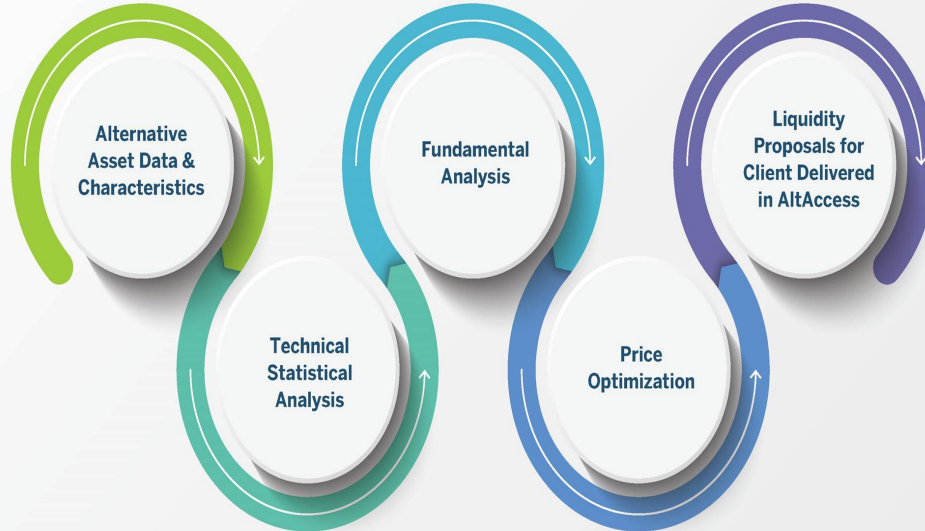 Alternative
Asset Data &
Characteristics
Technical
Statistical
Analysis
Fundamental
Analysis
Price
Optimization
Liquidity
Proposals for
Client Delivered
in AltAccess